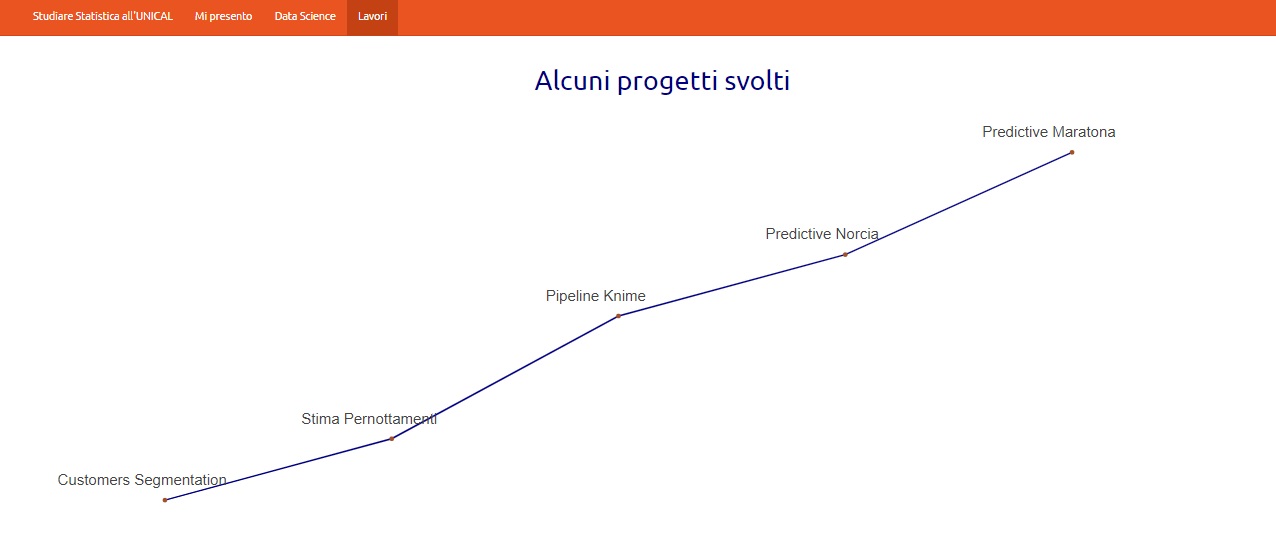 Studiare Statistica all'UNICAL Mi presento Data Science Lavori
Alcuni progetti svolti
Predictive Maratona
Predictive Norcia
Pipeline Knime
Stima Pernottamenti
Customers Segmentation